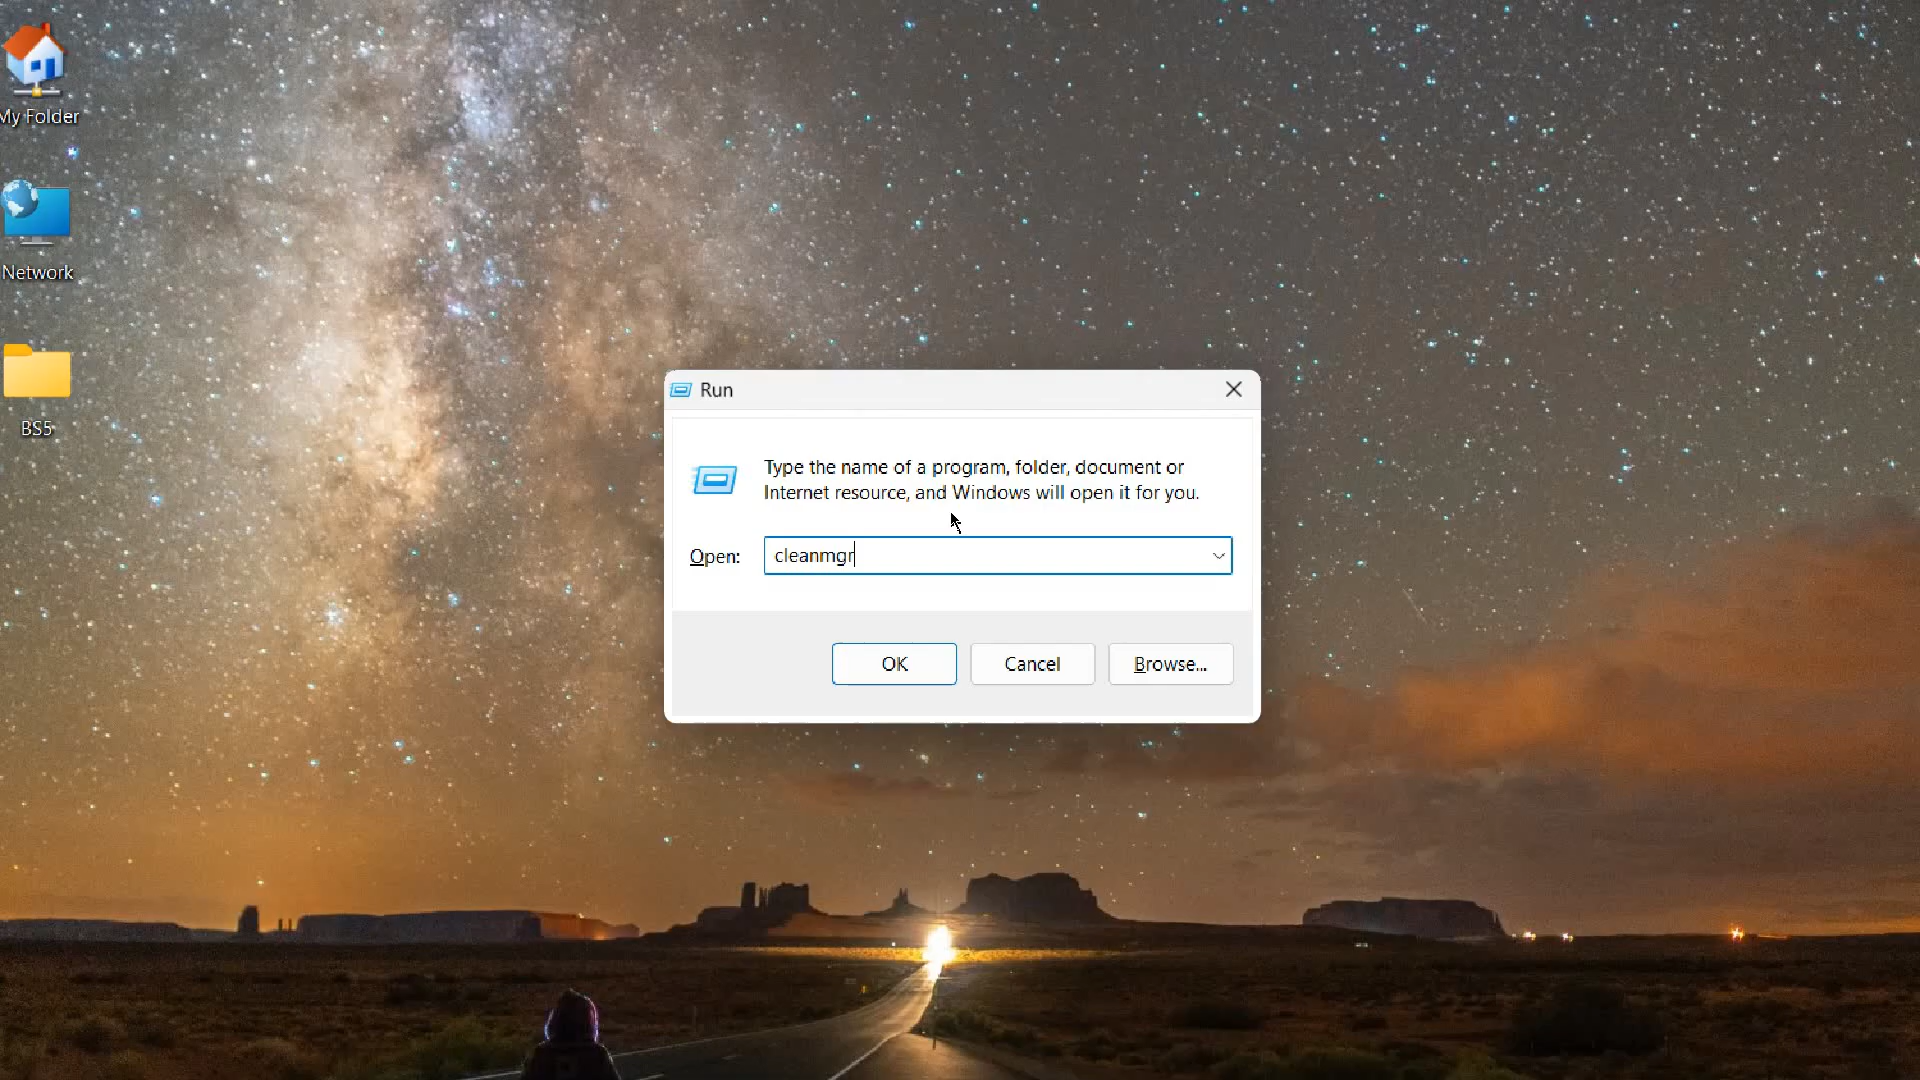 My Folder
Network
BS5
Run
Type the name of a program, folder, document or
Internet resource, and Windows will open it for you.
Open:
cleanmgr
OK
Cancel
Browse...